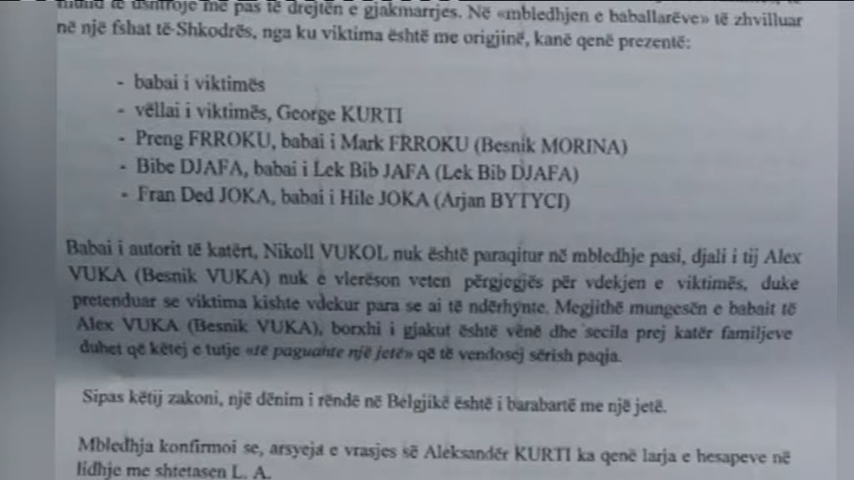 mund të ushtrojë më pas të drejtën e gjakmarrjes. Në «mbledhjen e baballarëve» të zhvilluar
në një fshat të Shkodrës, nga ku viktima është me origjinë, kanë qenë prezentë:
- babai i viktimës
- vëllai i viktimës, George KURTI
- Preng FRROKU, babai i Mark FRROKU (Besnik MORINA)
- Bibe DJAFA, babai i Lek Bib JAFA (Lek Bib DJAFA)
- Fran Ded JOKA, babai i Hile JOKA (Arjan BYTYCI)
Babai i autorit të katërt, Nikoll VUKOL nuk është paraqitur në mbledhje pasi, djali i tij Alex
VUKA (Besnik VUKA) nuk e vlerëson veten përgjegjës për vdekjen e viktimës, duke
pretenduar se viktima kishte vdekur para se ai të ndërhynte. Megjithë mungesën e babait të
Alex VUKA (Besnik VUKA), borxhi i gjakut është vënë dhe secila prej katër familjeve
duhet që këtej e tutje «të paguante një jetë» që të vendosej sërish paqja.
Sipas këtij zakoni, një dënim i rëndë në Belgjikë është i barabartë me një jetë.
Mbledhja konfirmoi se, arsyeja e vrasjes së Aleksandër KURTI ka qenë larja e hesapeve në
lidhje me shtetasen L. A.